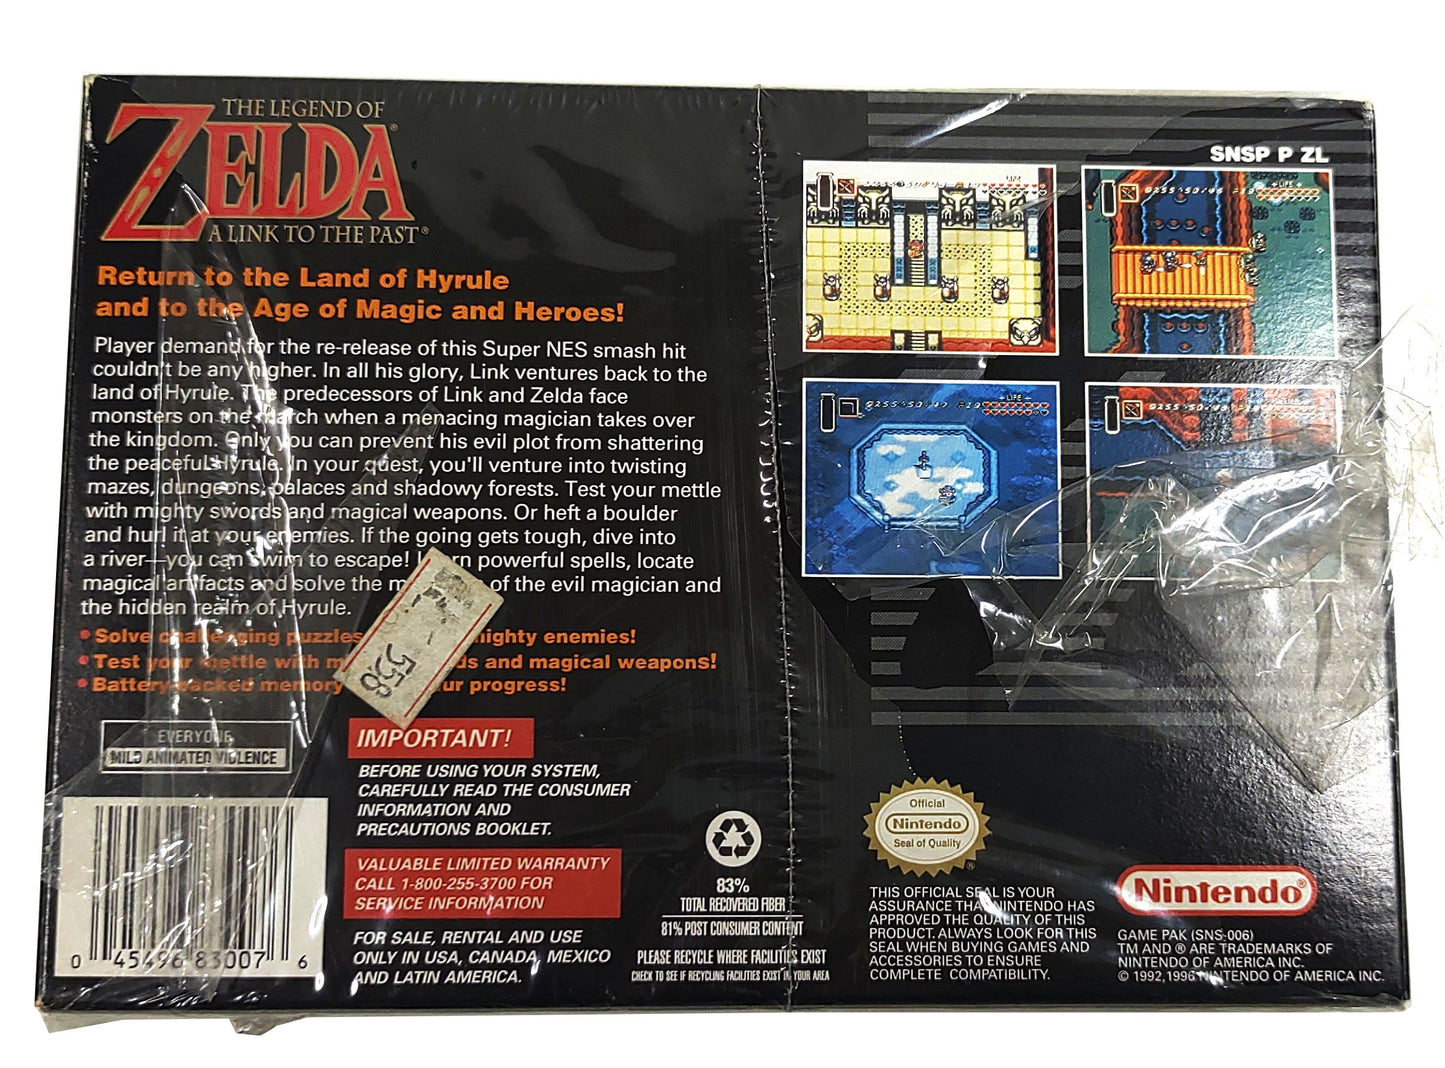 THE LEGEND OF
ZELDA®
A LINK TO THE PAST®
Return to the Land of Hyrule
and to the Age of Magic and Heroes!
Player demand for the re-release of this Super NES smash hit
couldn't be any higher. In all his glory, Link ventures back to the
land of Hyrule. The predecessors of Link and Zelda face
monsters on the march when a menacing magician takes over
the kingdom. Only you can prevent his evil plot from shattering
the peaceful Hyrule. In your quest, you'll venture into twisting
mazes, dungeons, palaces and shadowy forests. Test your mettle
with mighty swords and magical weapons. Or heft a boulder
and hurl it at your enemies. If the going gets tough, dive into
a river—you can swim to escape! Learn powerful spells, locate
magical artifacts and solve the of the evil magician and
the hidden realm of Hyrule.
• Solve challenging puzzles mighty enemies!
• Test your mettle with and magical weapons!
• Battery-backed memory your progress!
558
EVERYONE
MILD ANIMATED VIOLENCE
0 45496 83007 6
IMPORTANT!
BEFORE USING YOUR SYSTEM,
CAREFULLY READ THE CONSUMER
INFORMATION AND
PRECAUTIONS BOOKLET.
VALUABLE LIMITED WARRANTY
CALL 1-800-255-3700 FOR
SERVICE INFORMATION
FOR SALE, RENTAL AND USE
ONLY IN USA, CANADA, MEXICO
AND LATIN AMERICA.
83%
TOTAL RECOVERED FIBER
81% POST CONSUMER CONTENT
PLEASE RECYCLE WHERE FACILITIES EXIST
CHECK TO SEE IF RECYCLING FACILITIES EXIST IN YOUR AREA
SNSP P ZL
LIFE
LIFE
LIFE
Official
Nintendo
Seal of Quality
®
THIS OFFICIAL SEAL IS YOUR
ASSURANCE THAT NINTENDO HAS
APPROVED THE QUALITY OF THIS
PRODUCT. ALWAYS LOOK FOR THIS
SEAL WHEN BUYING GAMES AND
ACCESSORIES TO ENSURE
COMPLETE COMPATIBILITY.
Nintendo®
GAME PAK (SNS-006)
TM AND ® ARE TRADEMARKS OF
NINTENDO OF AMERICA INC.
© 1992, 1996 NINTENDO OF AMERICA INC.